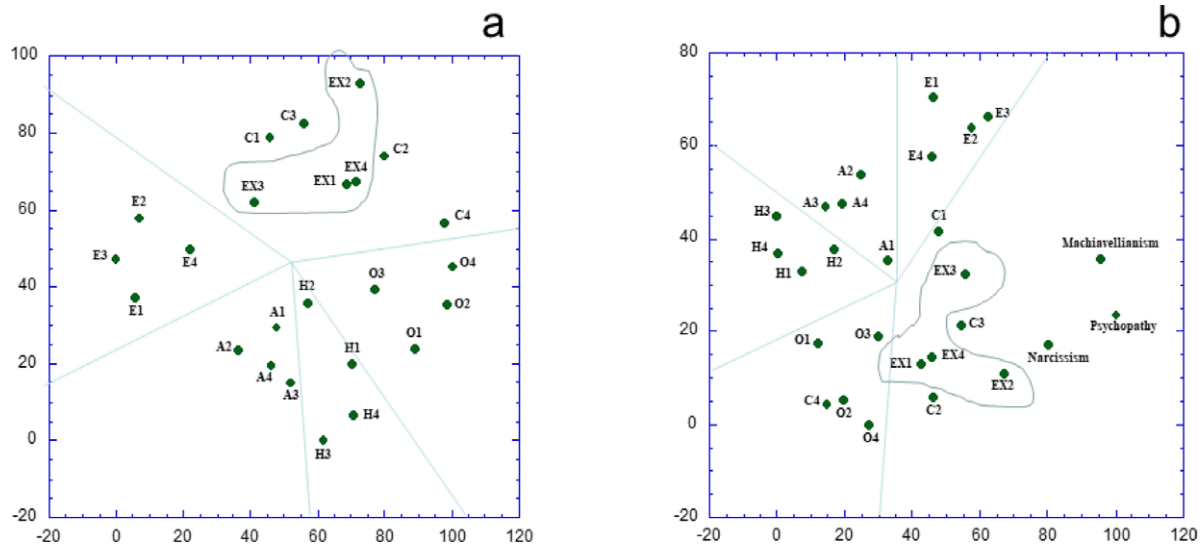 a
100
80
60
40
20
0
-20
-20 0 20 40 60 80 100 120
EX2
C3
C1
C2
EX4
EX1
EX3
E2
C4
E3
E4
O4
O3
H2
O2
E1
A1
O1
A2
H1
A4
A3
H4
H3
b
80
60
40
20
0
-20
-20 0 20 40 60 80 100 120
E1
E3
E2
E4
A2
A3 A4
C1
H3
H4
H2
A1
H1
Machiavellianism
EX3
C3
Psychopathy
O1
O3
EX1
EX4
Narcissism
EX2
C4
O2
C2
O4